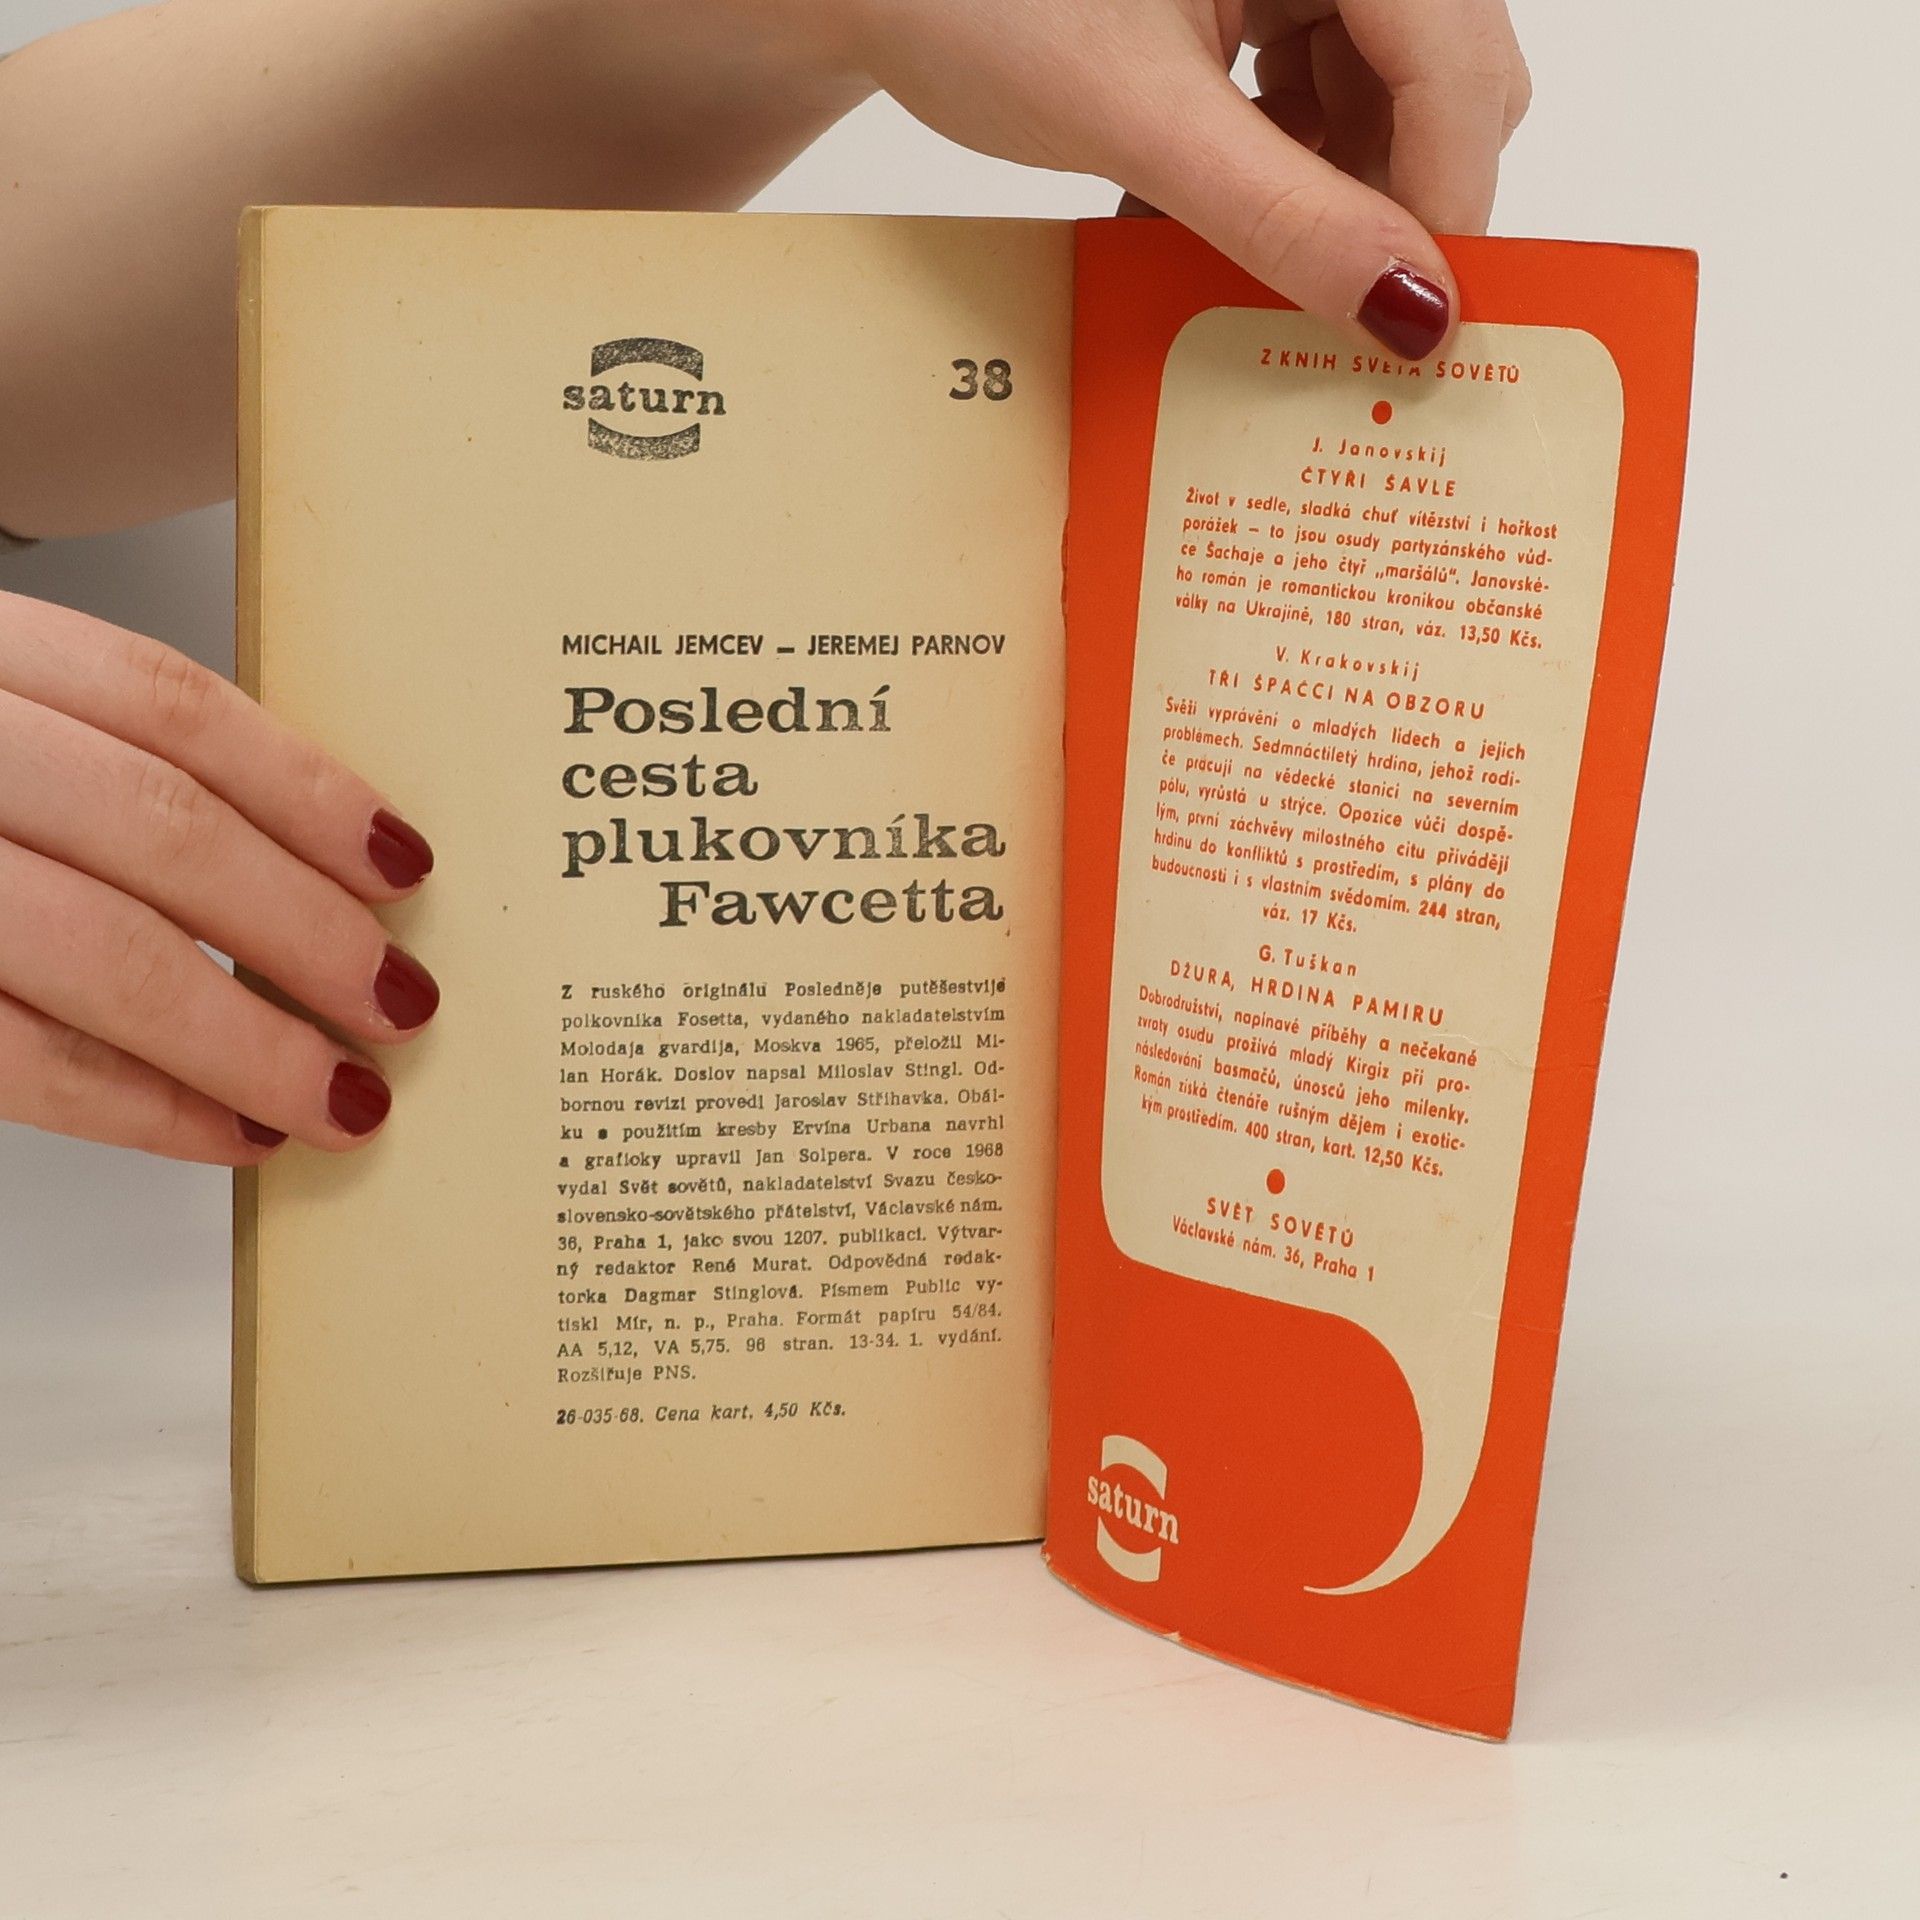 saturn
38
MICHAIL JEMCEV – JEREMEJ PARNOV
Poslední
cesta
plukovníka
Fawcetta
Z ruského originálu Posledněje putěšestvije
polkovnika Fosetta, vydaného nakladatelstvím
Molodaja gvardija, Moskva 1965, přeložil Mi-
lan Horák. Doslov napsal Miloslav Stingl. Od-
bornou revizi provedl Jaroslav Střihavka. Obál-
ku s použitím kresby Ervína Urbana navrhl
a graficky upravil Jan Solpera. V roce 1968
vydal Svět sovětů, nakladatelství Svazu česko-
slovensko-sovětského přátelství, Václavské nám.
36, Praha 1, jako svou 1207. publikaci. Výtvar-
ný redaktor René Murat. Odpovědná redak-
torka Dagmar Stinglová. Písmem Public vy-
tiskl Mír, n. p., Praha. Formát papíru 54/84.
AA 5,12, VA 5,75. 96 stran. 13-34. 1. vydání.
Rozšiřuje PNS.
26-035-68. Cena kart. 4,50 Kčs.
Z KNIH SVĚTA SOVĚTŮ
J. Janovskij
ČTYŘI ŠAVLE
Život v sedle, sladká chuť vítězství i hořkost
porážek – to jsou osudy partyzánského vůd-
ce Šachaje a jeho čtyř „maršálů". Janovské-
ho román je romantickou kronikou občanské
války na Ukrajině, 180 stran, váz. 13,50 Kčs.
V. Krakovskij
TŘI ŠPAČCI NA OBZORU
Svěží vyprávění o mladých lidech a jejich
problémech. Sedmnáctiletý hrdina, jehož rodi-
če pracují na vědecké stanici na severním
pólu, vyrůstá u strýce. Opozice vůči dospě-
lým, první záchvěvy milostného citu přivádějí
hrdinu do konfliktů s prostředím, s plány do
budoucnosti i s vlastním svědomím. 244 stran,
váz. 17 Kčs.
G. Tuškan
DŽURA, HRDINA PAMIRU
Dobrodružství, napínavé příběhy a nečekané
zvraty osudu prožívá mladý Kirgiz při pro-
následování basmačů, únosců jeho milenky.
Román získá čtenáře rušným dějem i exotic-
kým prostředím. 400 stran, kart. 12,50 Kčs.
SVĚT SOVĚTŮ
Václavské nám. 36, Praha 1
saturn